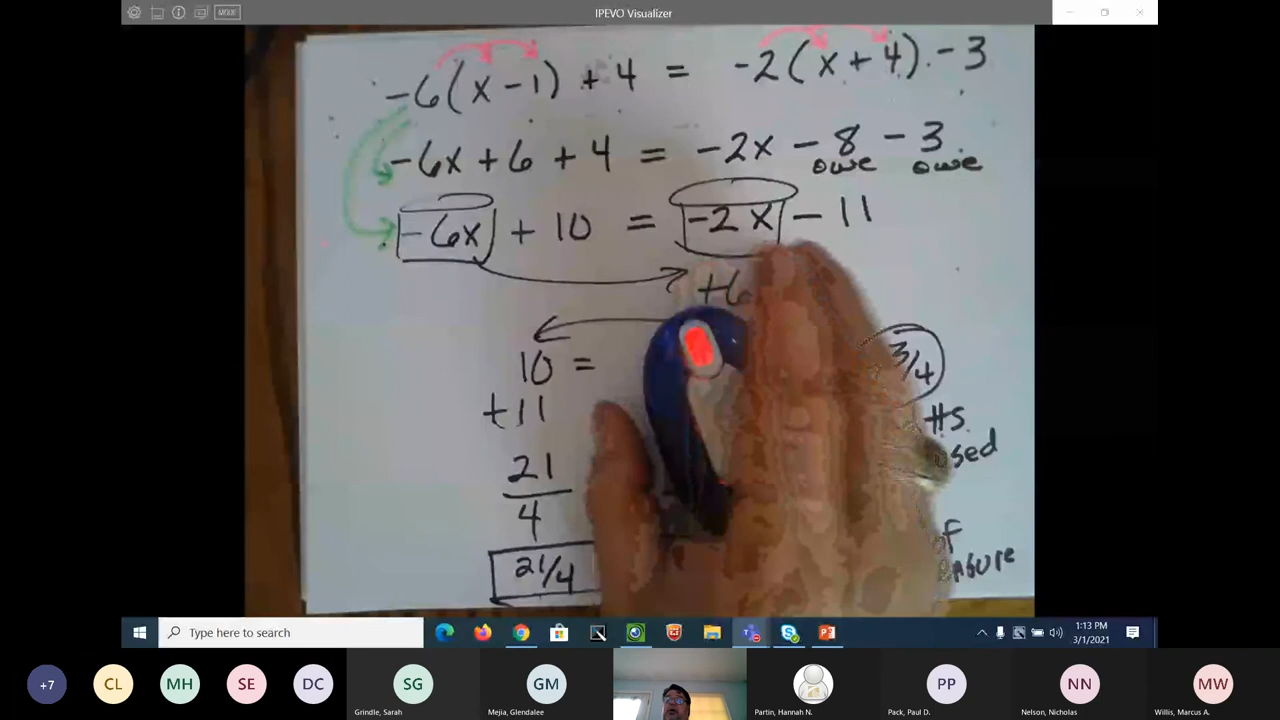 IPEVO Visualizer
MODE
-6(x-1)+4 = -2(x+4).-3
-6x+6+4 = -2x-8-3
owe owe
-6x+10 = -2x-11
+6
10 =
3/4
+11
#s
21
4
21/4
Type here to search
1:13 PM
3/1/2021
+7 CL MH SE DC SG GM PP NN MW
Grindle, Sarah Mejia, Glendalee Partin, Hannah N. Pack, Paul D. Nelson, Nicholas Willis, Marcus A.